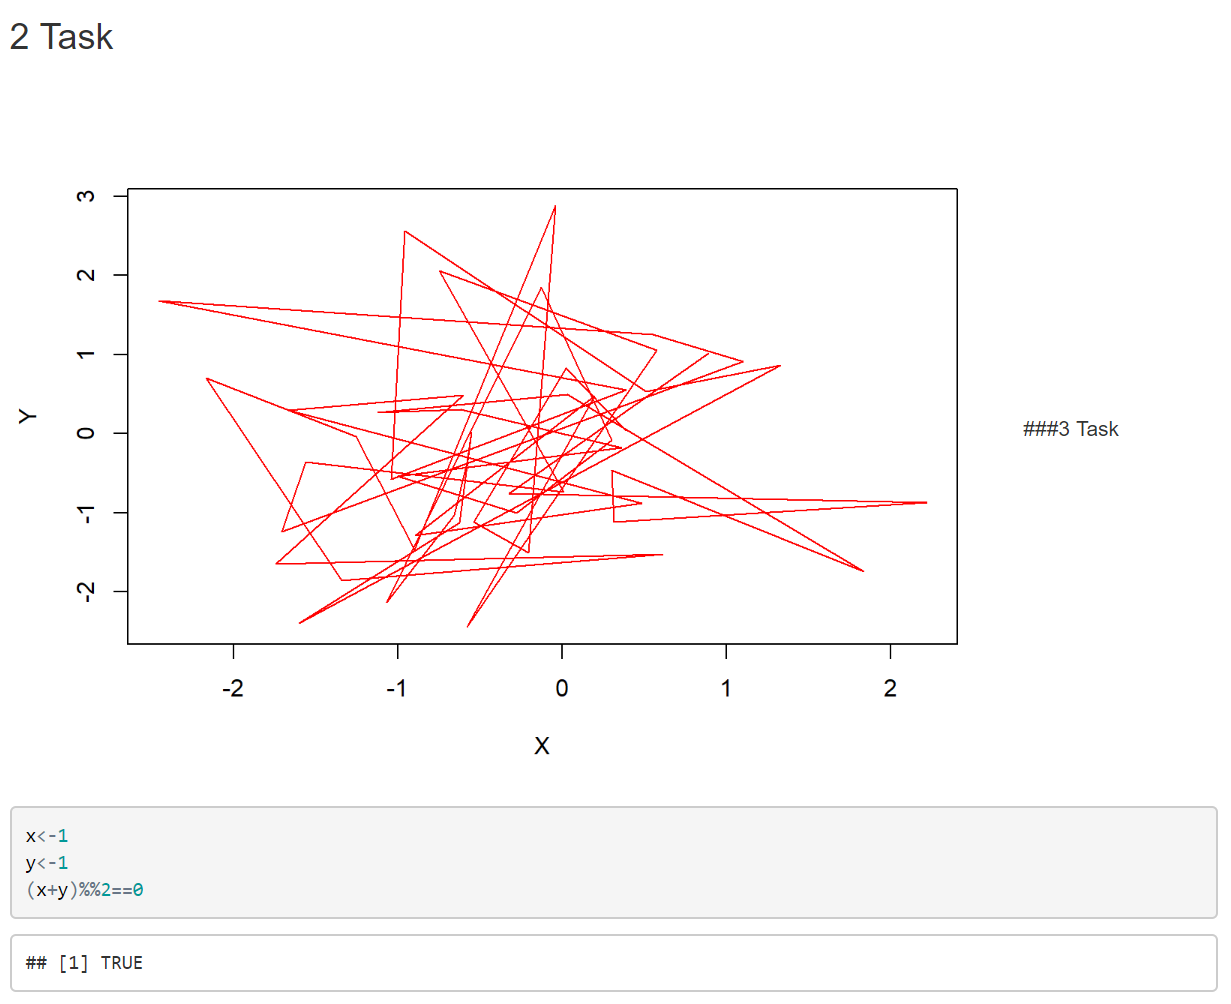 2 Task
3
2
1
0
-1
-2
Y
-2 -1 0 1 2
X
###3 Task
x<-1
y<-1
(x+y)%%2==0
## [1] TRUE